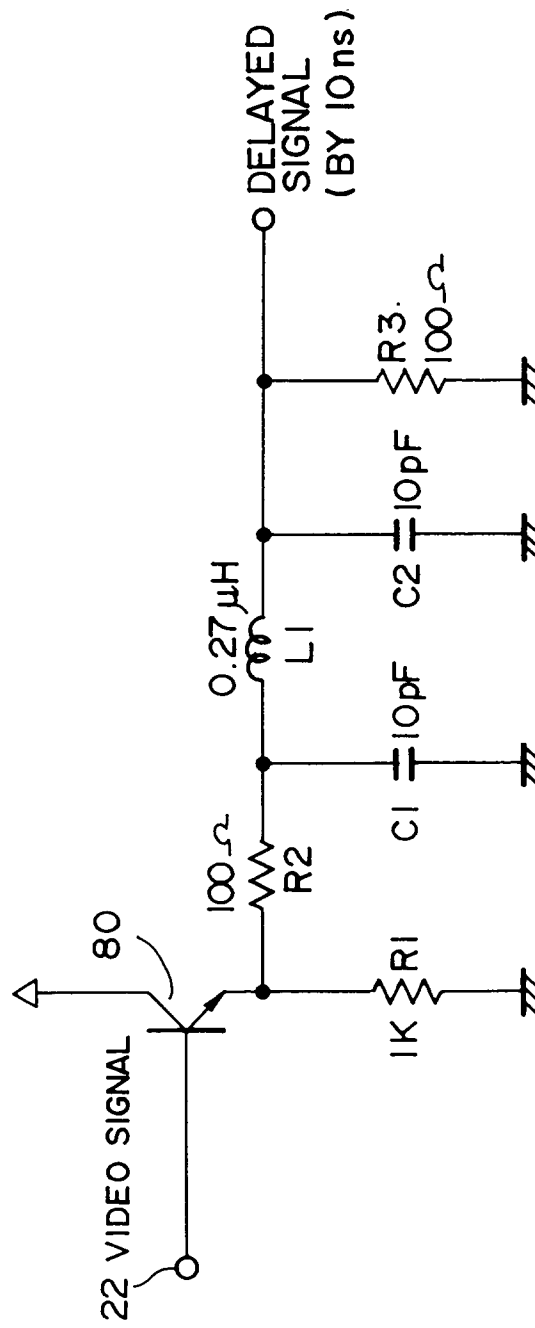 22 VIDEO SIGNAL
80
1K
R1
100Ω
R2
C1
10pF
0.27μH
L1
C2
10pF
R3.
100Ω
DELAYED
SIGNAL
(BY 10ns)